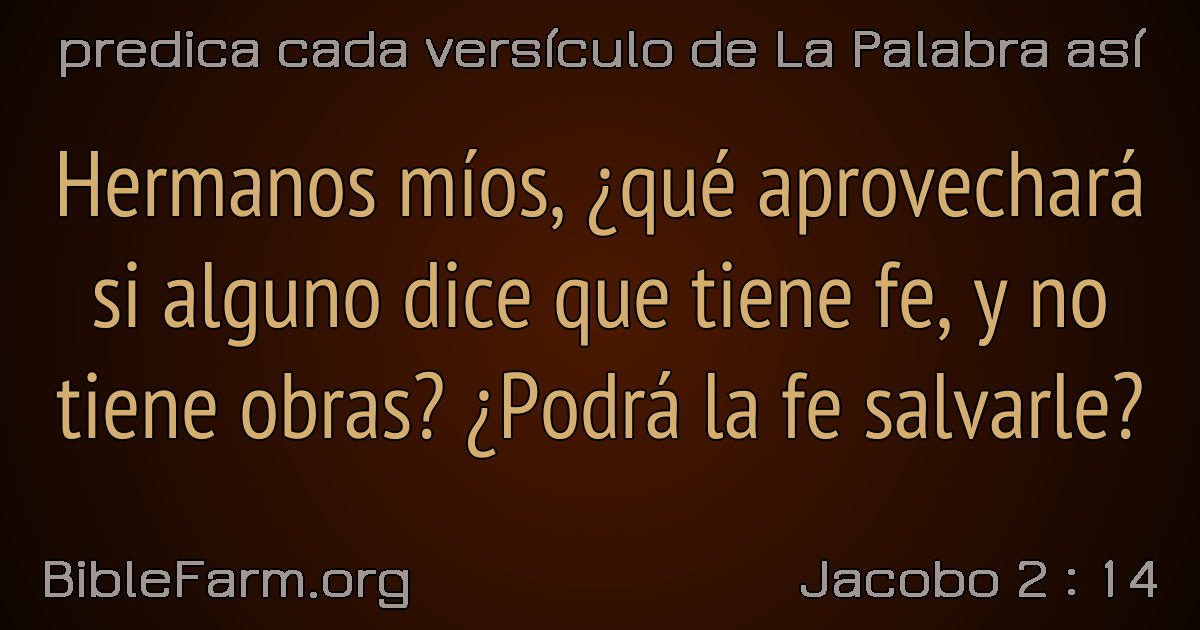 predica cada versículo de La Palabra así
Hermanos míos, ¿qué aprovechará
si alguno dice que tiene fe, y no
tiene obras? ¿Podrá la fe salvarle?
BibleFarm.org
Jacobo 2 : 14